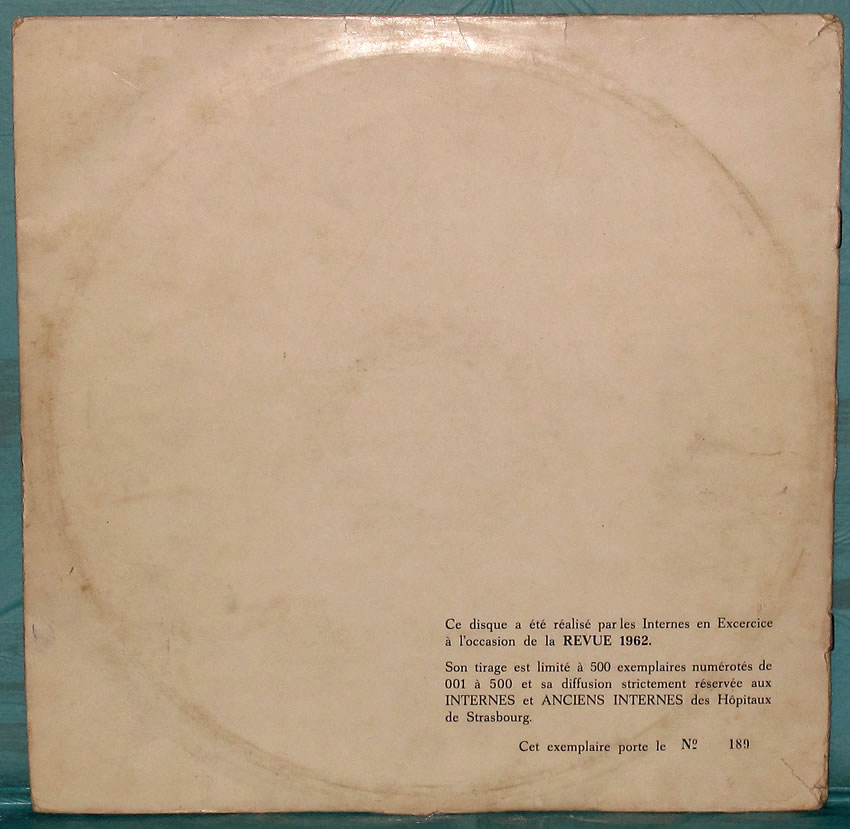 Ce disque a été réalisé par les Internes en Excercice
à l'occasion de la REVUE 1962.
Son tirage est limité à 500 exemplaires numérotés de
001 à 500 et sa diffusion strictement réservée aux
INTERNES et ANCIENS INTERNES des Hôpitaux
de Strasbourg.
Cet exemplaire porte le Nº 189